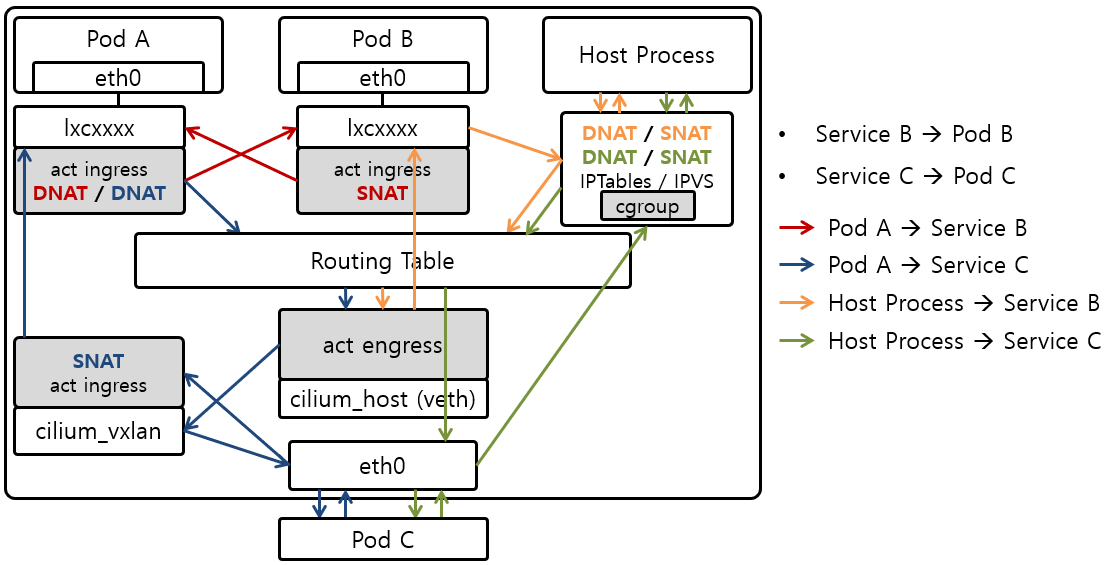 Pod A
eth0
lxcxxxx
act ingress
DNAT / DNAT
Pod B
eth0
lxcxxxx
act ingress
SNAT
Host Process
DNAT / SNAT
DNAT / SNAT
IPTables / IPVS
cgroup
Routing Table
SNAT
act ingress
cilium_vxlan
act engress
cilium_host (veth)
eth0
Pod C
• Service B → Pod B
• Service C → Pod C
Pod A → Service B
Pod A → Service C
Host Process → Service B
Host Process → Service C